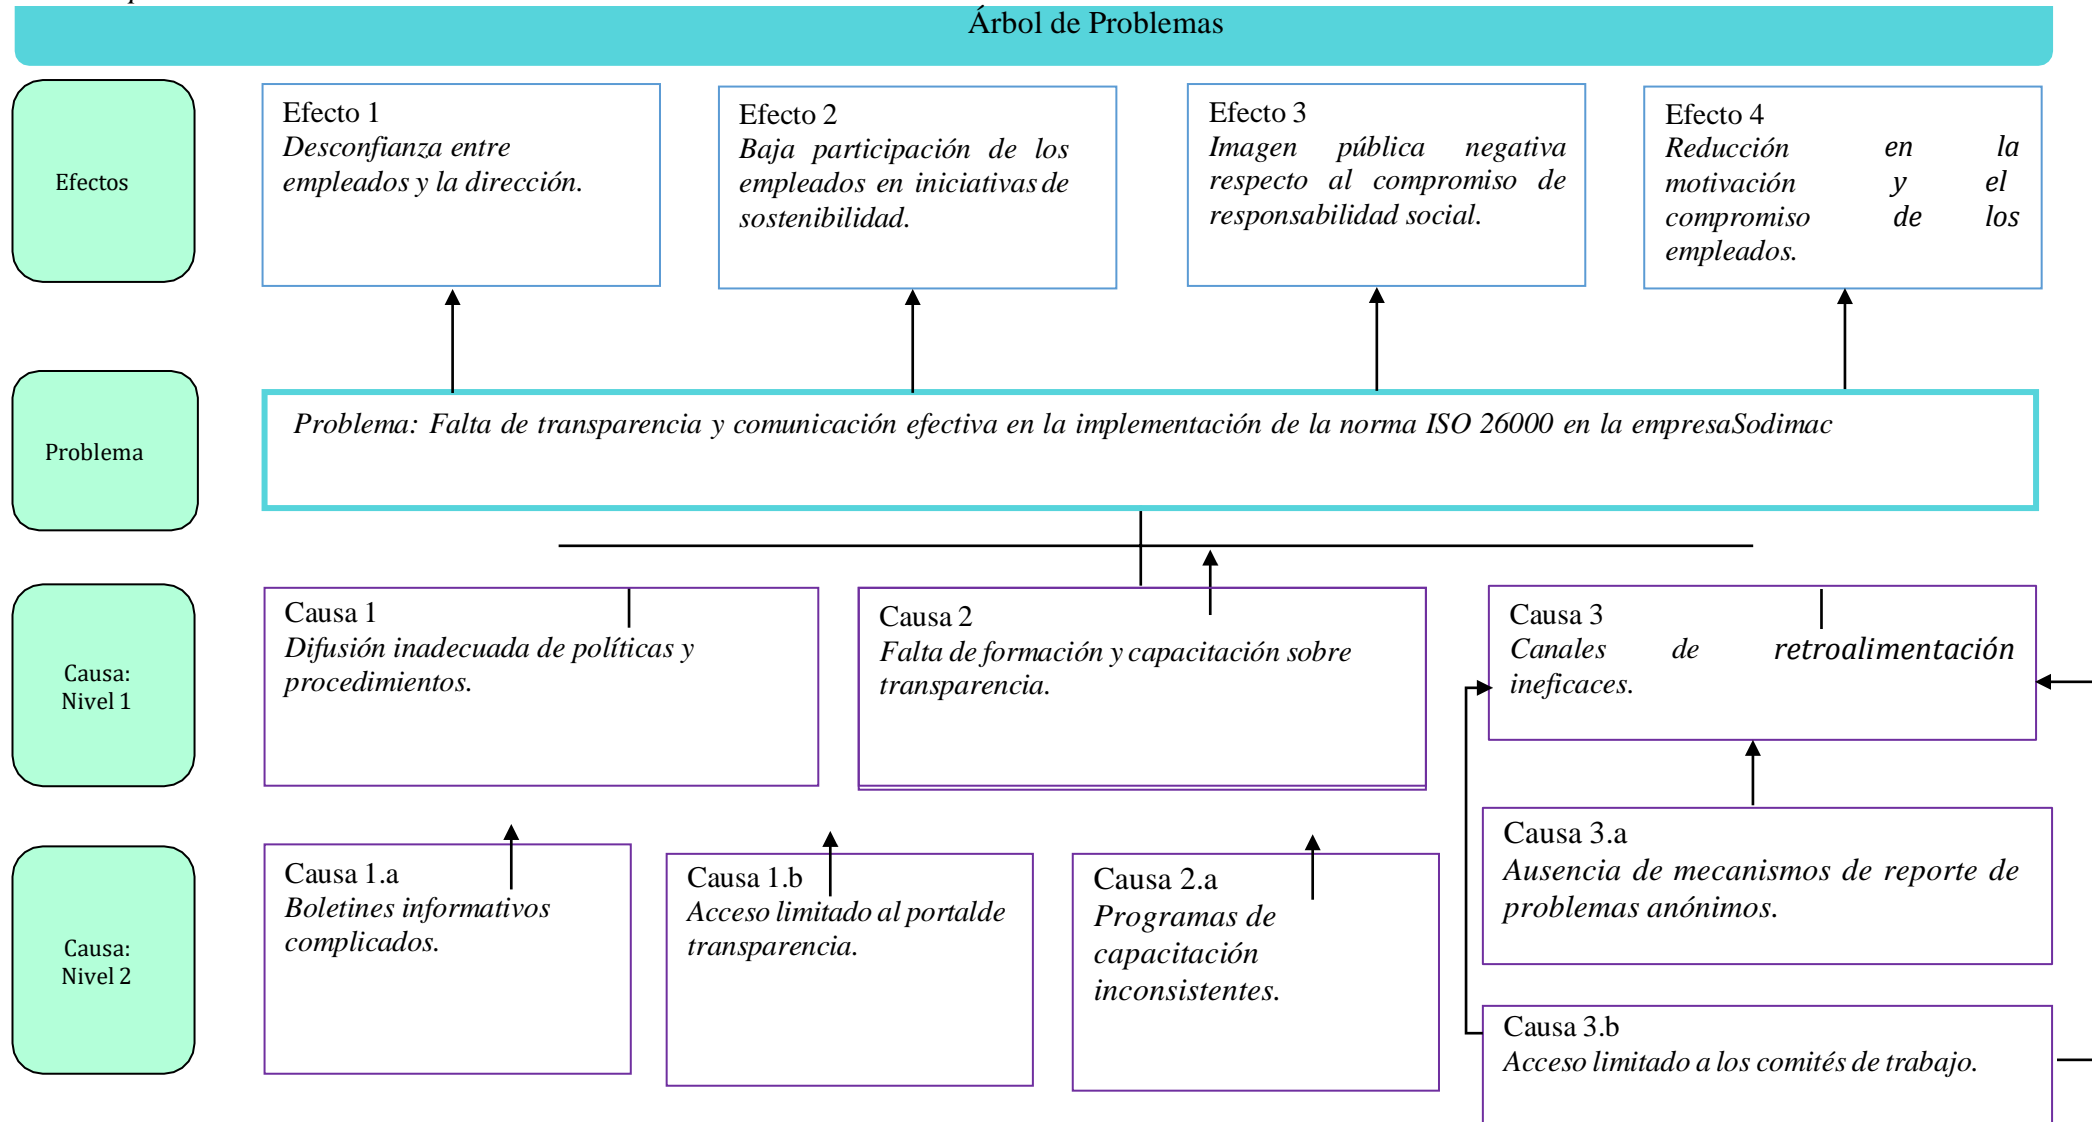 Árbol de Problemas
Efectos
Efecto 1
Desconfianza entre
empleados y la dirección.
Efecto 2
Baja participación de los
empleados en iniciativas de
sostenibilidad.
Efecto 3
Imagen pública negativa
respecto al compromiso de
responsabilidad social.
Efecto 4
Reducción en la
motivación y el
compromiso de los
empleados.
Problema
Problema: Falta de transparencia y comunicación efectiva en la implementación de la norma ISO 26000 en la empresaSodimac
Causa:
Nivel 1
Causa 1
Difusión inadecuada de políticas y
procedimientos.
Causa 2
Falta de formación y capacitación sobre
transparencia.
Causa 3
Canales de retroalimentación
ineficaces.
Causa:
Nivel 2
Causa 1.a
Boletines informativos
complicados.
Causa 1.b
Acceso limitado al portalde
transparencia.
Causa 2.a
Programas de
capacitación
inconsistentes.
Causa 3.a
Ausencia de mecanismos de reporte de
problemas anónimos.
Causa 3.b
Acceso limitado a los comités de trabajo.